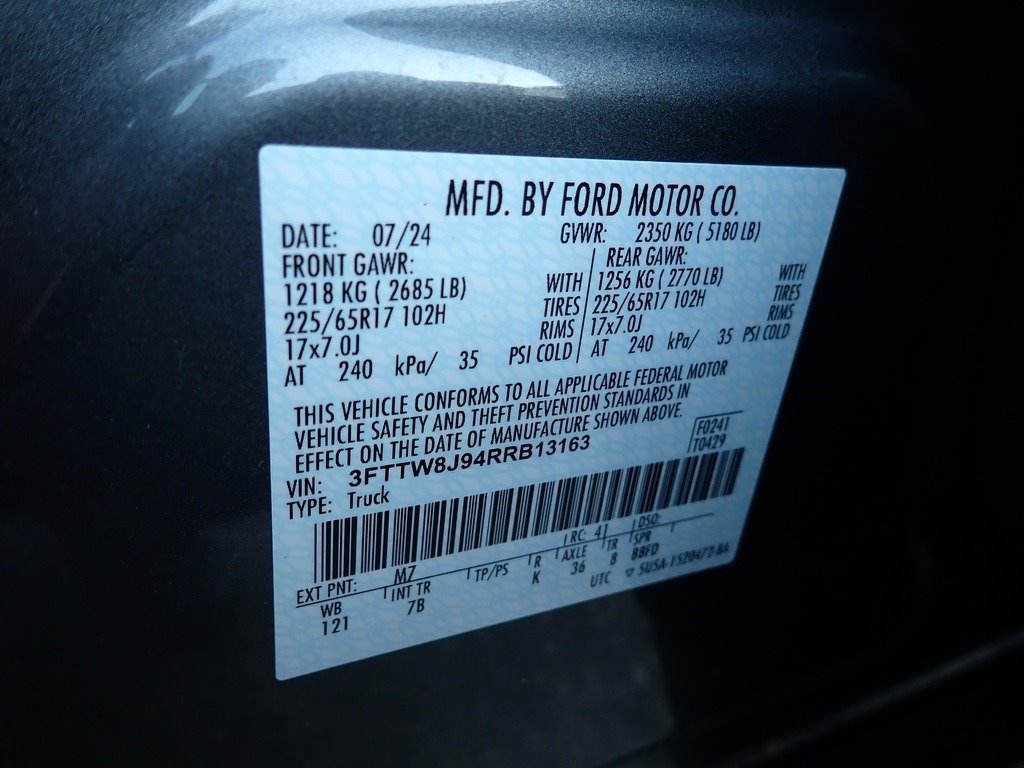 MFD. BY FORD MOTOR CO.
DATE: 07/24 GVWR: 2350 KG ( 5180 LB)
FRONT GAWR: REAR GAWR:
1218 KG ( 2685 LB) WITH 1256 KG ( 2770 LB) WITH
225/65R17 102H TIRES 225/65R17 102H TIRES
17x7.0J RIMS 17x7.0J RIMS
AT 240 kPa/ 35 PSI COLD AT 240 kPa/ 35 PSI COLD
THIS VEHICLE CONFORMS TO ALL APPLICABLE FEDERAL MOTOR
VEHICLE SAFETY AND THEFT PREVENTION STANDARDS IN
EFFECT ON THE DATE OF MANUFACTURE SHOWN ABOVE.
VIN: 3FTTW8J94RRB13163 F0241
TYPE: Truck T0429
EXT PNT: M7 RC: 41 DSO:
WB INT TR TP/PS R AXLE TR SPR
121 7B K 36 8 BBFD
UTC 5U5A-1520472-BA